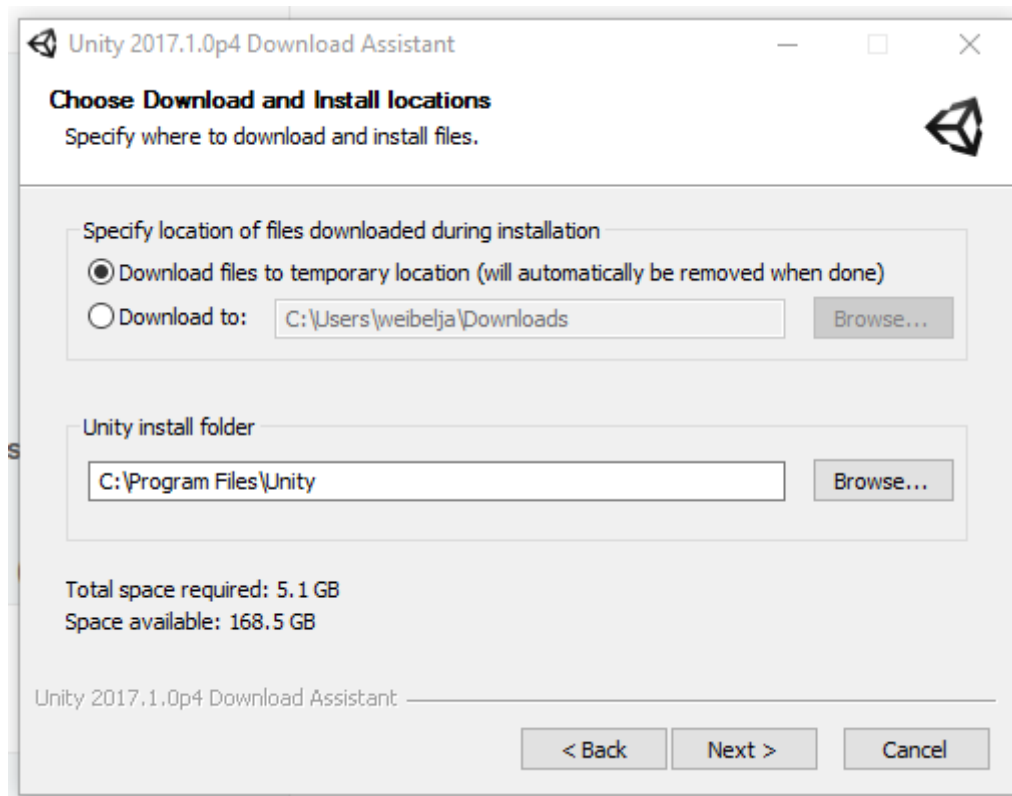 Unity 2017.1.0p4 Download Assistant
Choose Download and Install locations
Specify where to download and install files.
Specify location of files downloaded during installation
Download files to temporary location (will automatically be removed when done)
Download to: C:\Users\weibelja\Downloads Browse...
Unity install folder
s
C:\Program Files\Unity Browse...
Total space required: 5.1 GB
Space available: 168.5 GB
Unity 2017.1.0p4 Download Assistant
< Back Next > Cancel